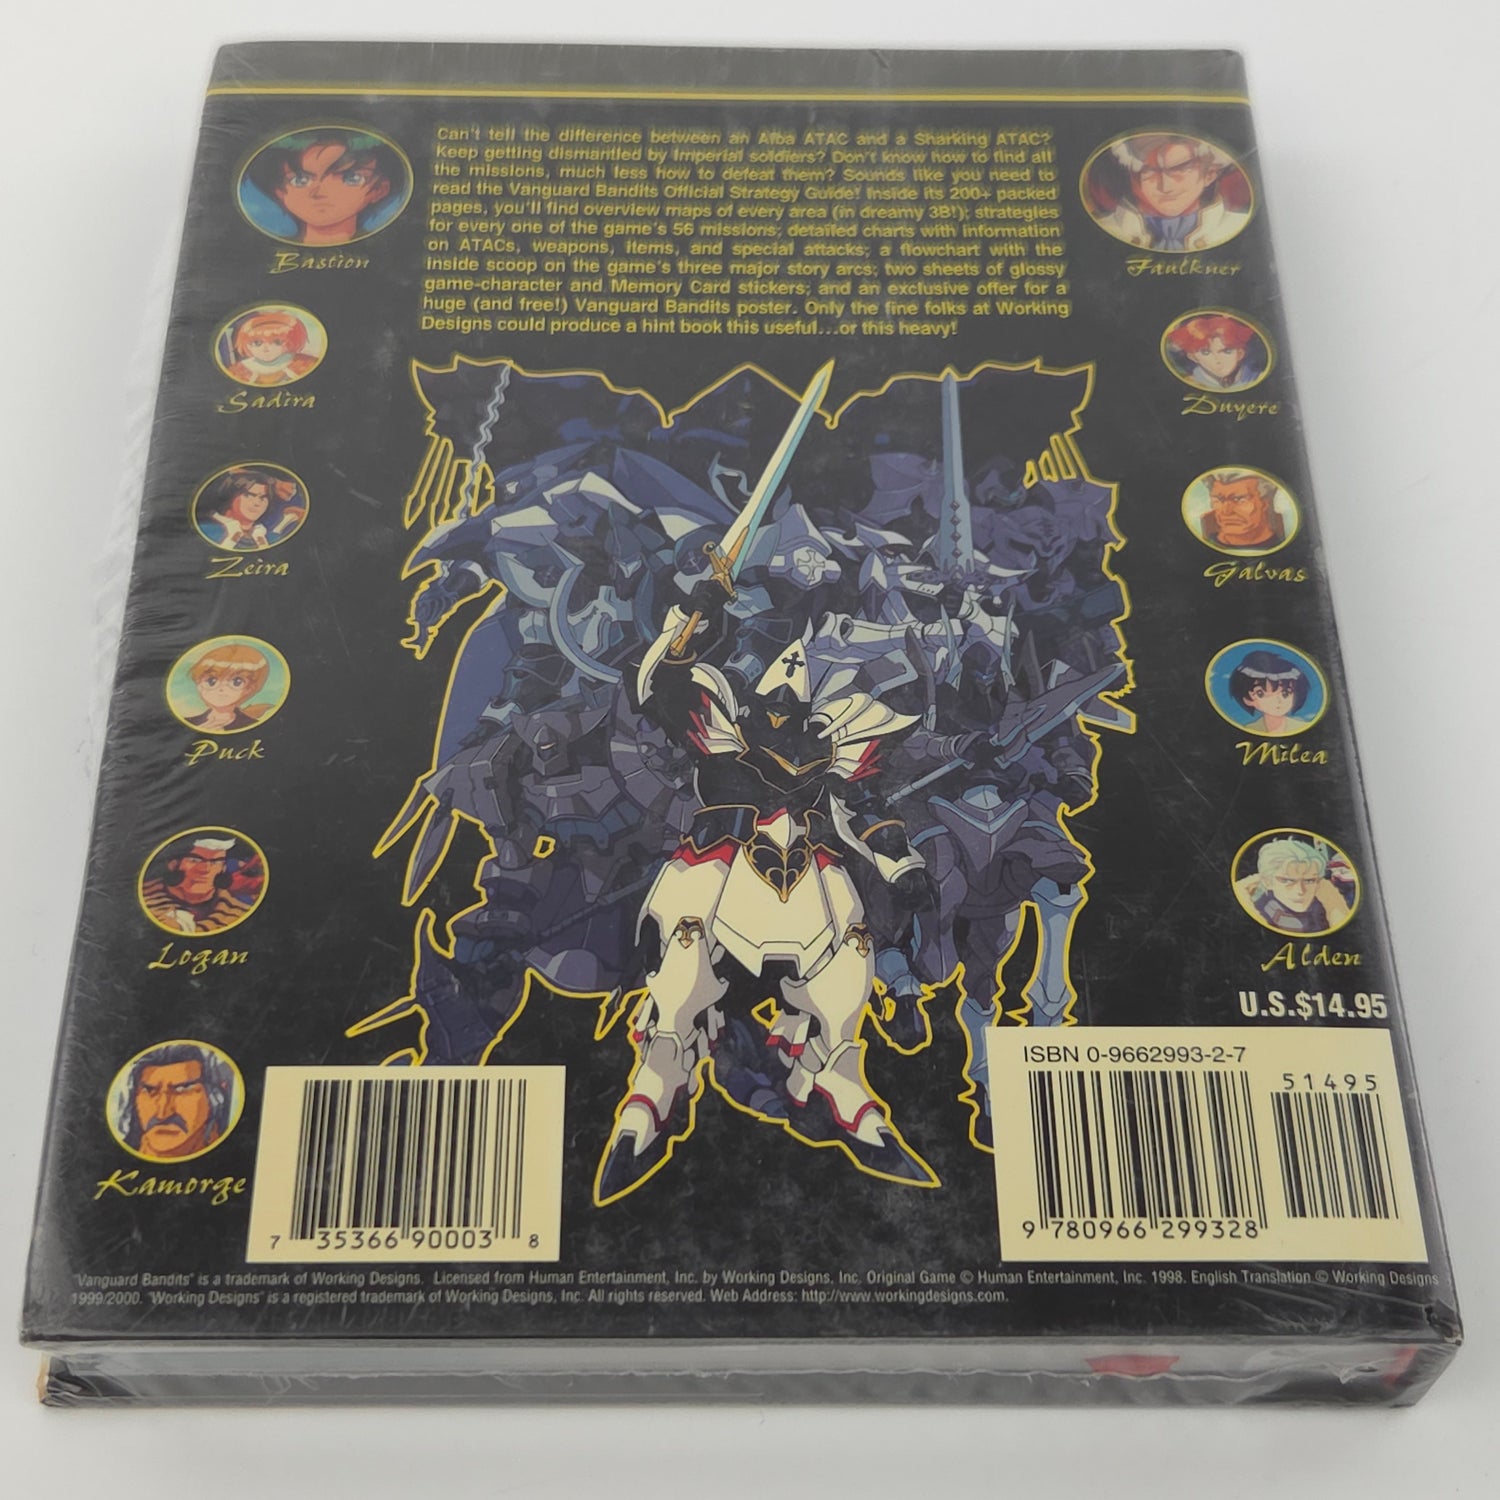 Can't tell the difference between an Alba ATAC and a Sharking ATAC?
Keep getting dismantled by Imperial soldiers? Don't know how to find all
the missions, much less how to defeat them? Sounds like you need to
read the Vanguard Bandits Official Strategy Guide! Inside its 200+ packed
pages, you'll find overview maps of every area (in dreamy 3B!); strategies
for every one of the game's 56 missions; detailed charts with information
on ATACs, weapons, items, and special attacks; a flowchart with the
inside scoop on the game's three major story arcs; two sheets of glossy
game-character and Memory Card stickers; and an exclusive offer for a
huge (and free!) Vanguard Bandits poster. Only the fine folks at Working
Designs could produce a hint book this useful...or this heavy!
Bastion
Sadira
Zeira
Puck
Logan
Kamorge
Faulkner
Duyere
Galvas
Milea
Alden
U.S.$14.95
ISBN 0-9662993-2-7
51495
9 780966 299328
7 35366 90003 8
"Vanguard Bandits" is a trademark of Working Designs. Licensed from Human Entertainment, Inc. by Working Designs, Inc. Original Game © Human Entertainment, Inc. 1998. English Translation © Working Designs
1999/2000. "Working Designs" is a registered trademark of Working Designs, Inc. All rights reserved. Web Address: http://www.workingdesigns.com.